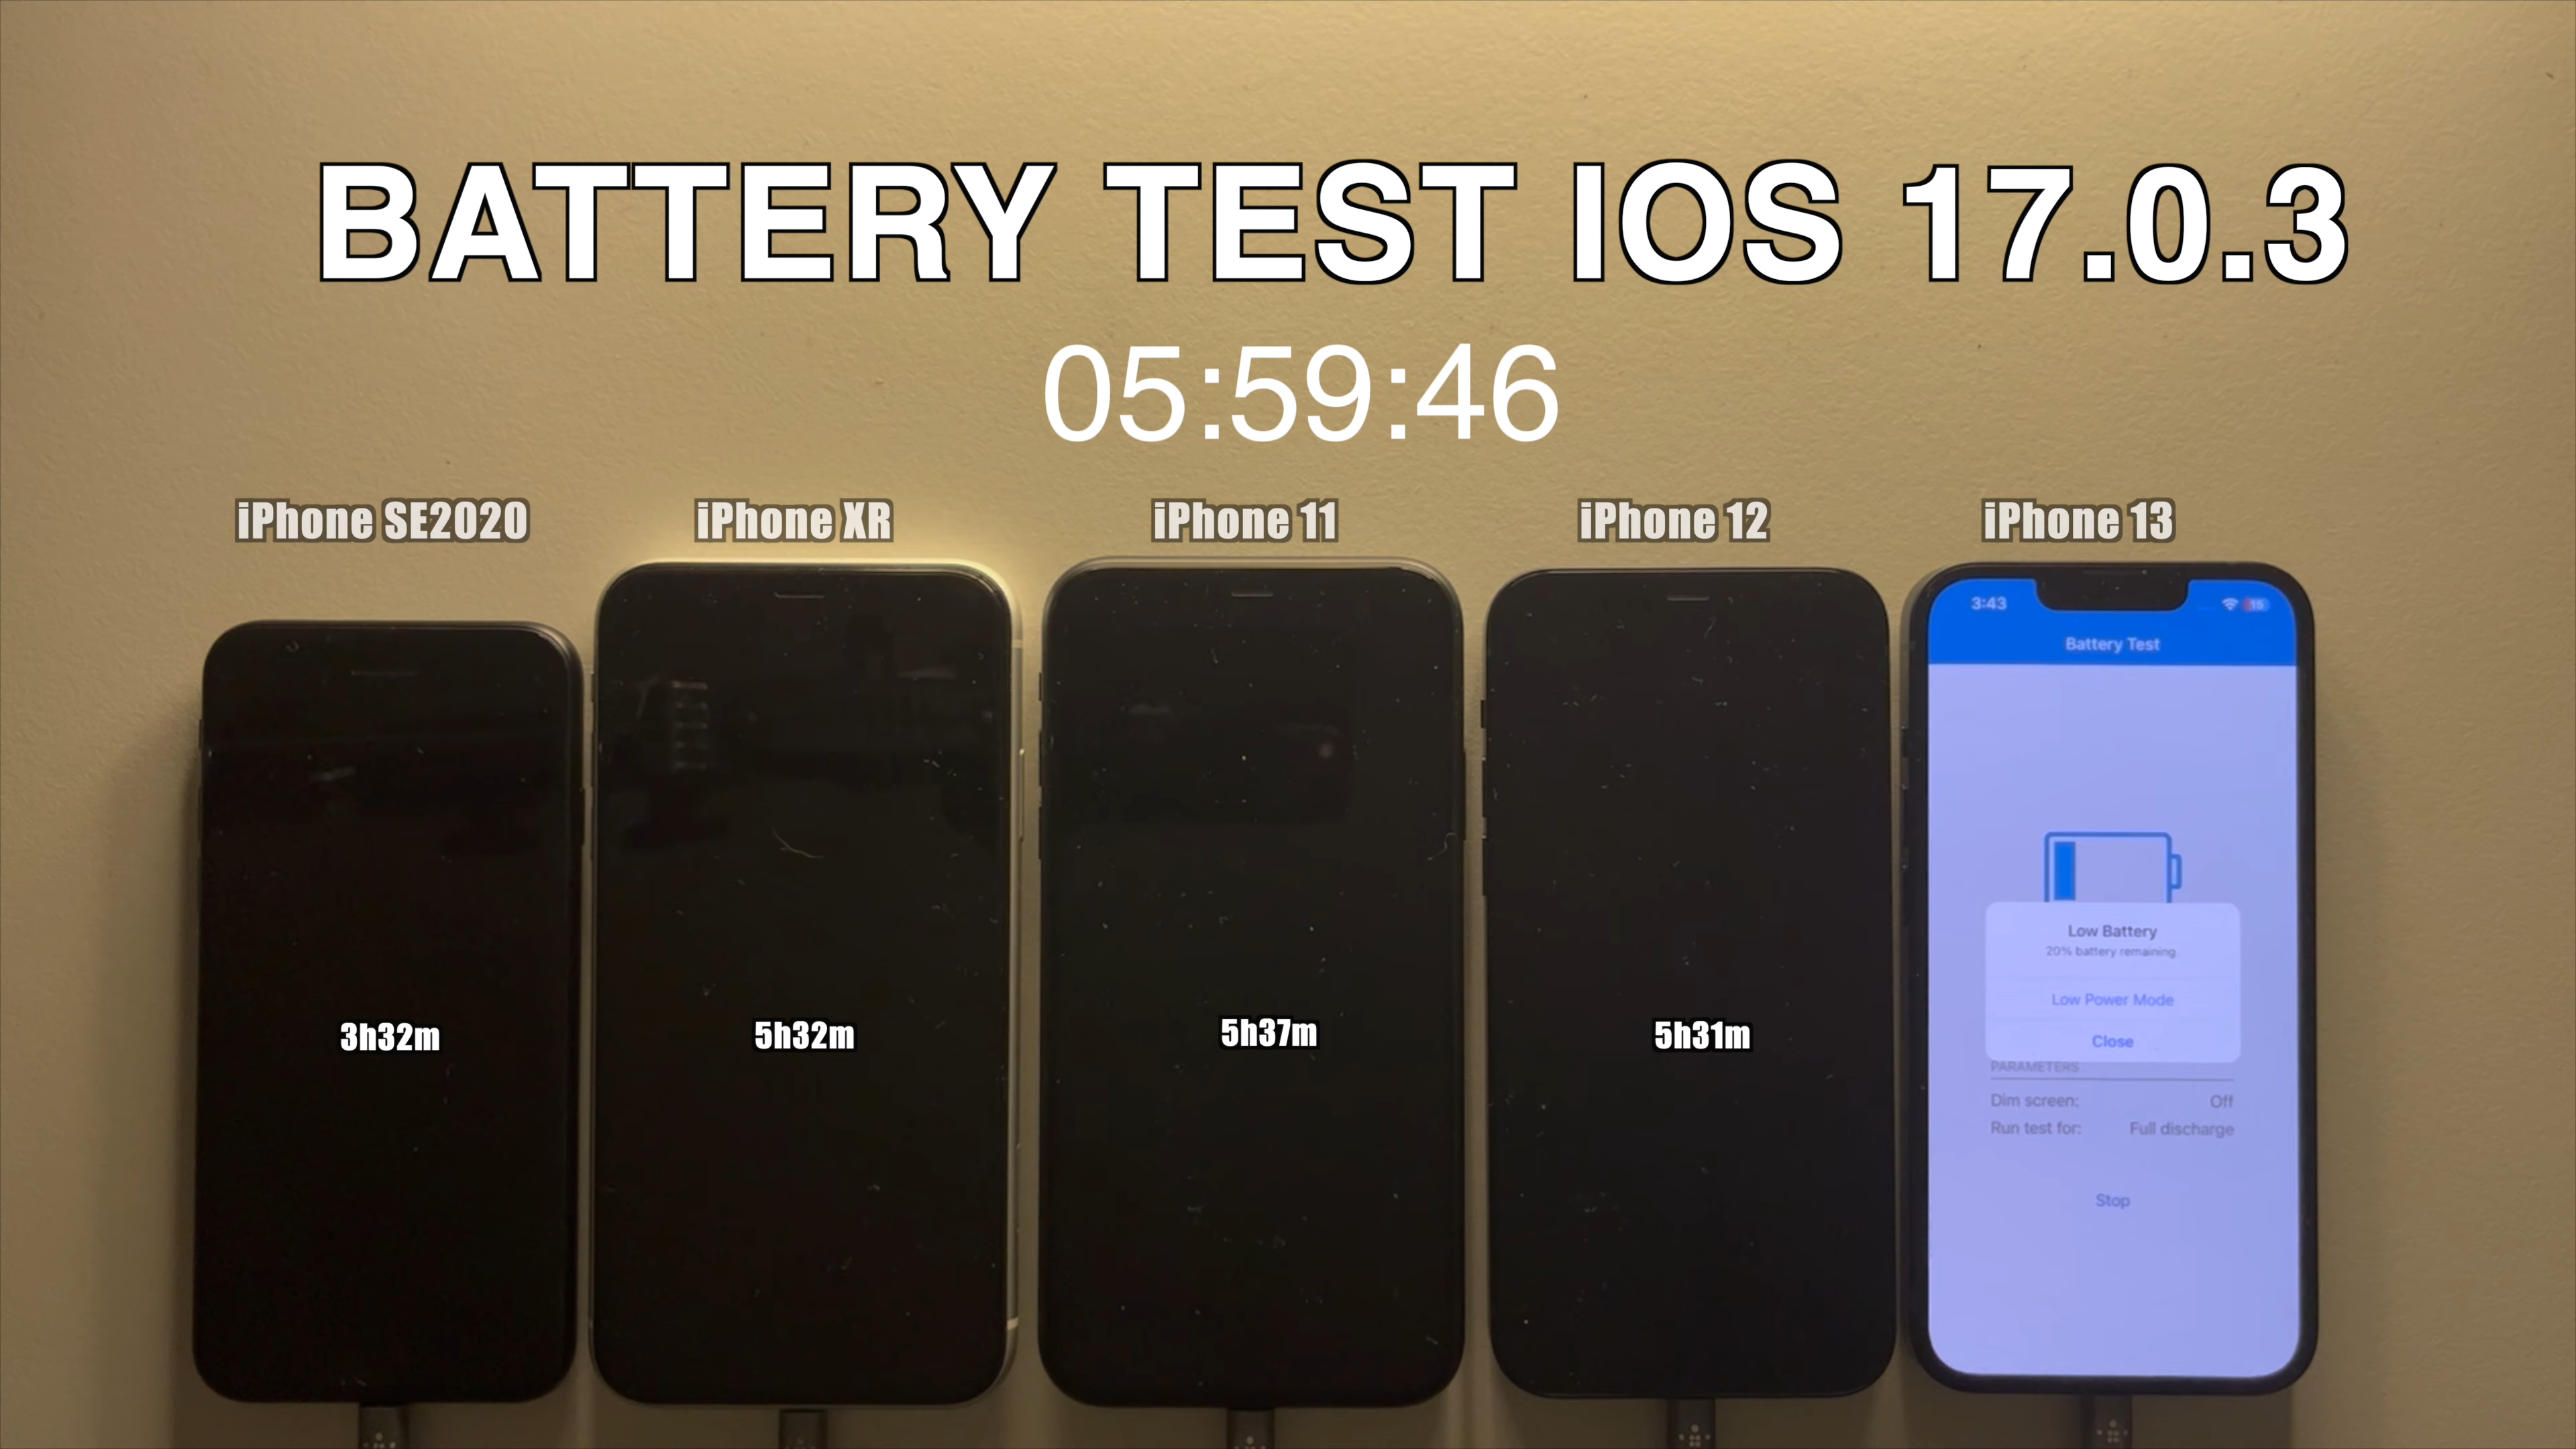 BATTERY TEST IOS 17.0.3
05:59:46
iPhone SE2020
iPhone XR
iPhone 11
iPhone 12
iPhone 13
3h32m
5h32m
5h37m
5h31m
3:43
15
Battery Test
Low Battery
20% battery remaining
Low Power Mode
Close
PARAMETERS
Dim screen: Off
Run test for: Full discharge
Stop